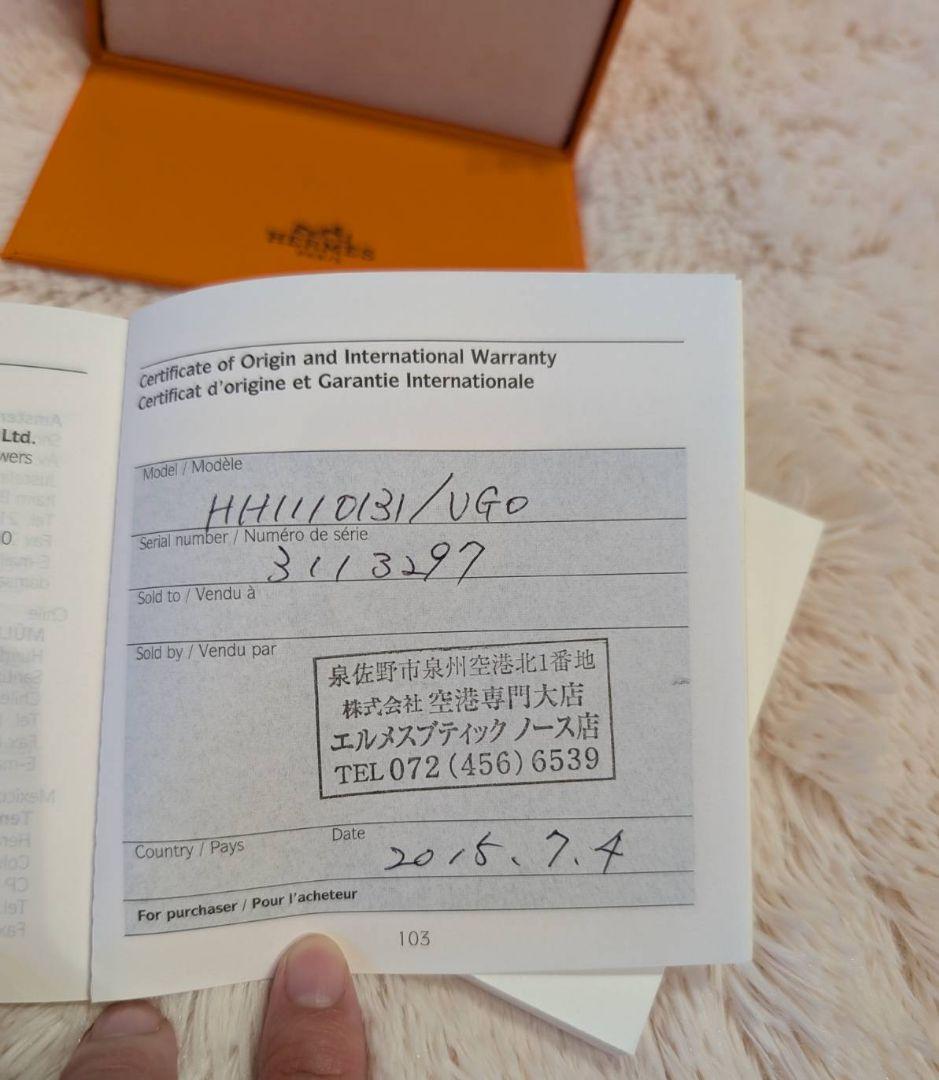 HERMES
PARIS
Ltd.
wers
0
Certificate of Origin and International Warranty
Certificat d'origine et Garantie Internationale
Model / Modèle
HH1110131/UGO
Serial number / Numéro de série
3113297
Sold to / Vendu à
Sold by / Vendu par
泉佐野市泉州空港北1番地
株式会社 空港専門大店
エルメスブティック ノース店
TEL 072 (456) 6539
Country / Pays
Date
2015.7.4
For purchaser / Pour l'acheteur
103